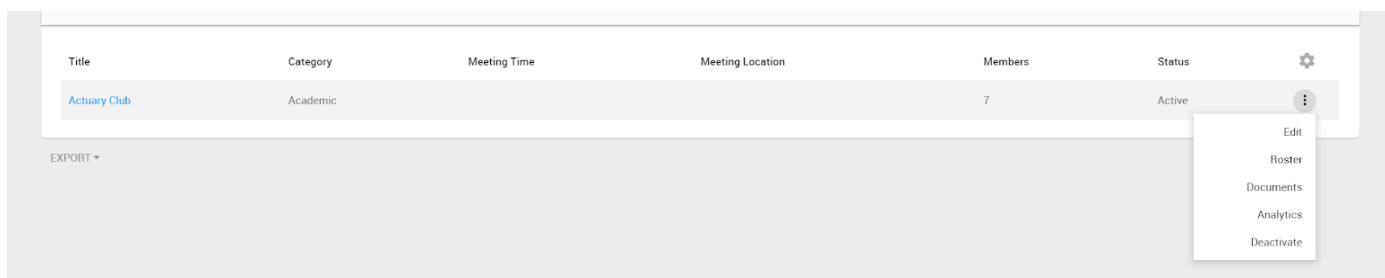 Title Category Meeting Time Meeting Location Members Status
Actuary Club Academic 7 Active
Edit
EXPORT
Roster
Documents
Analytics
Deactivate